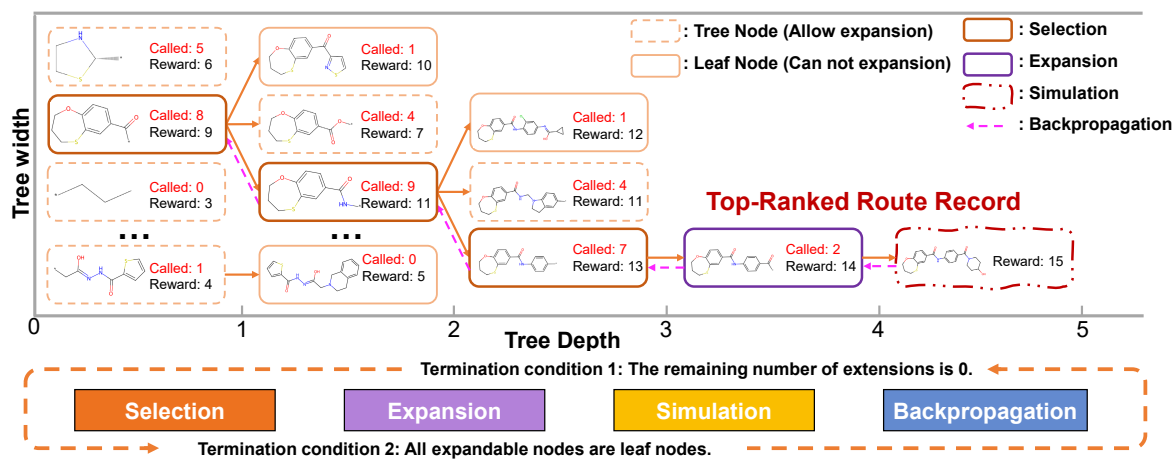 Called: 5
Reward: 6
Called: 8
Reward: 9
Called: 0
Reward: 3
...
Called: 1
Reward: 4
Called: 1
Reward: 10
Called: 4
Reward: 7
Called: 9
Reward: 11
...
Called: 0
Reward: 5
Called: 1
Reward: 12
Called: 4
Reward: 11
Called: 7
Reward: 13
Called: 2
Reward: 14
Reward: 15
Top-Ranked Route Record
: Tree Node (Allow expansion)
: Leaf Node (Can not expansion)
: Selection
: Expansion
: Simulation
: Backpropagation
Tree width
0 1 2 3 4 5
Tree Depth
Termination condition 1: The remaining number of extensions is 0.
Selection
Expansion
Simulation
Backpropagation
Termination condition 2: All expandable nodes are leaf nodes.